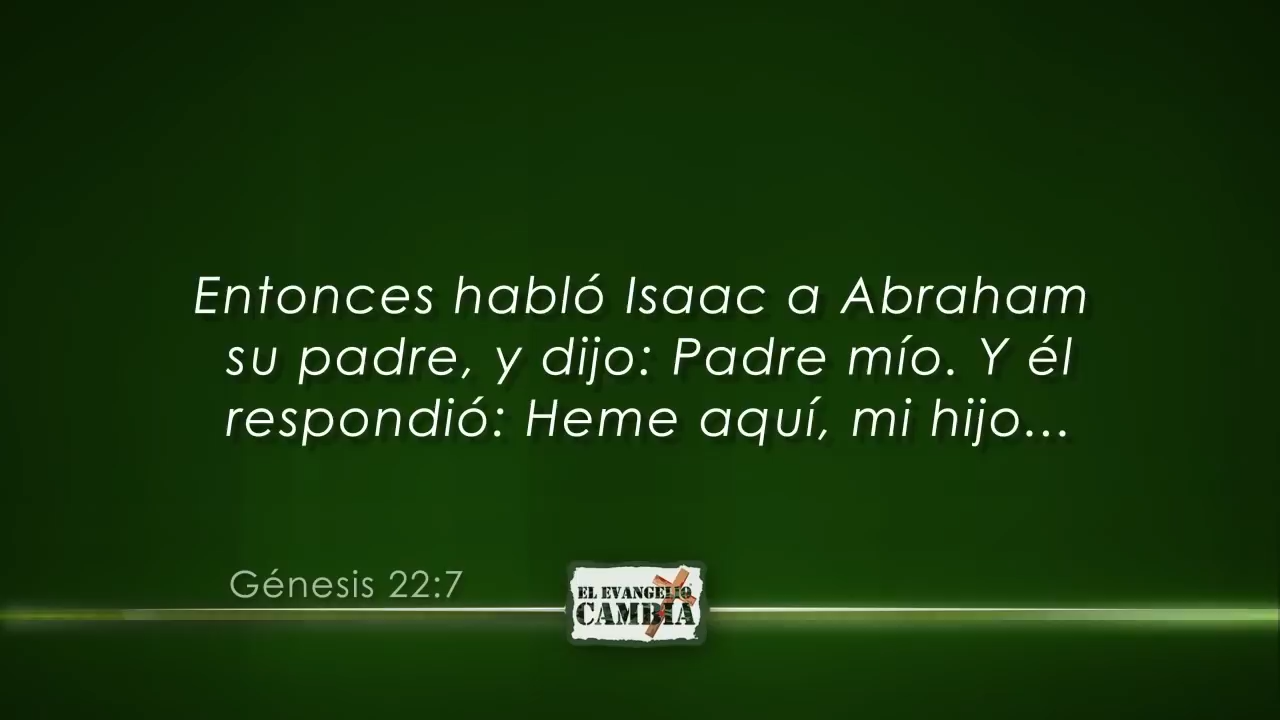 Entonces habló Isaac a Abraham
su padre, y dijo: Padre mío. Y él
respondió: Heme aquí, mi hijo...
Génesis 22:7
EL EVANGELIO
CAMBIA